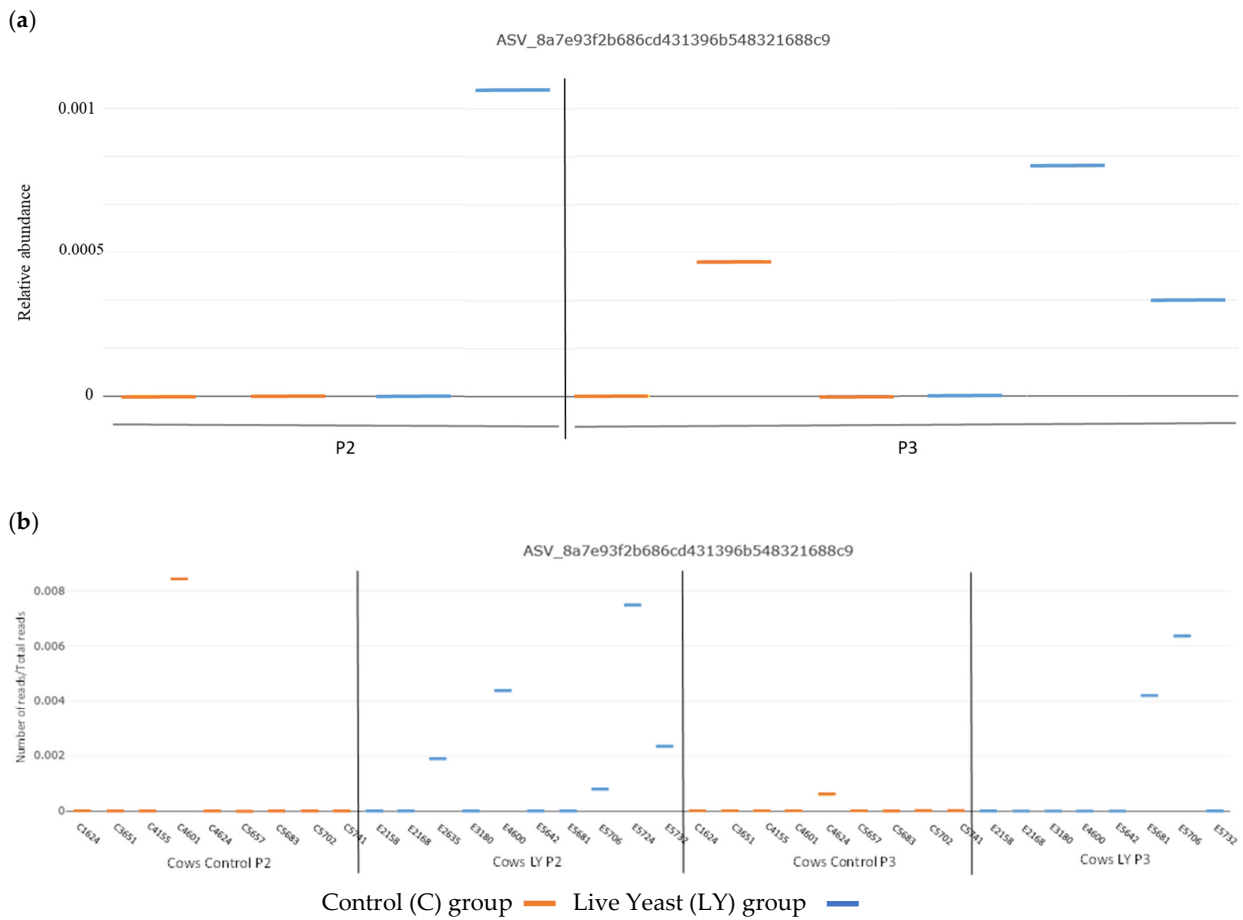 (a)
ASV_8a7e93f2b686cd431396b548321688c9
Relative abundance
0.001
0.0005
0
P2 P3
(b)
ASV_8a7e93f2b686cd431396b548321688c9
Number of reads/Total reads
0.008
0.006
0.004
0.002
0
C1624 C3651 C4155 C4601 C4624 C5657 C5683 C5702 C5741 E2158 E2168 E2635 E3180 E4600 E5642 E5681 E5706 E5724 E5732 C1624 C3651 C4155 C4601 C4624 C5657 C5683 C5702 C5741 E2158 E2168 E3180 E4600 E5642 E5681 E5706 E5732
Cows Control P2 Cows LY P2 Cows Control P3 Cows LY P3
Control (C) group Live Yeast (LY) group